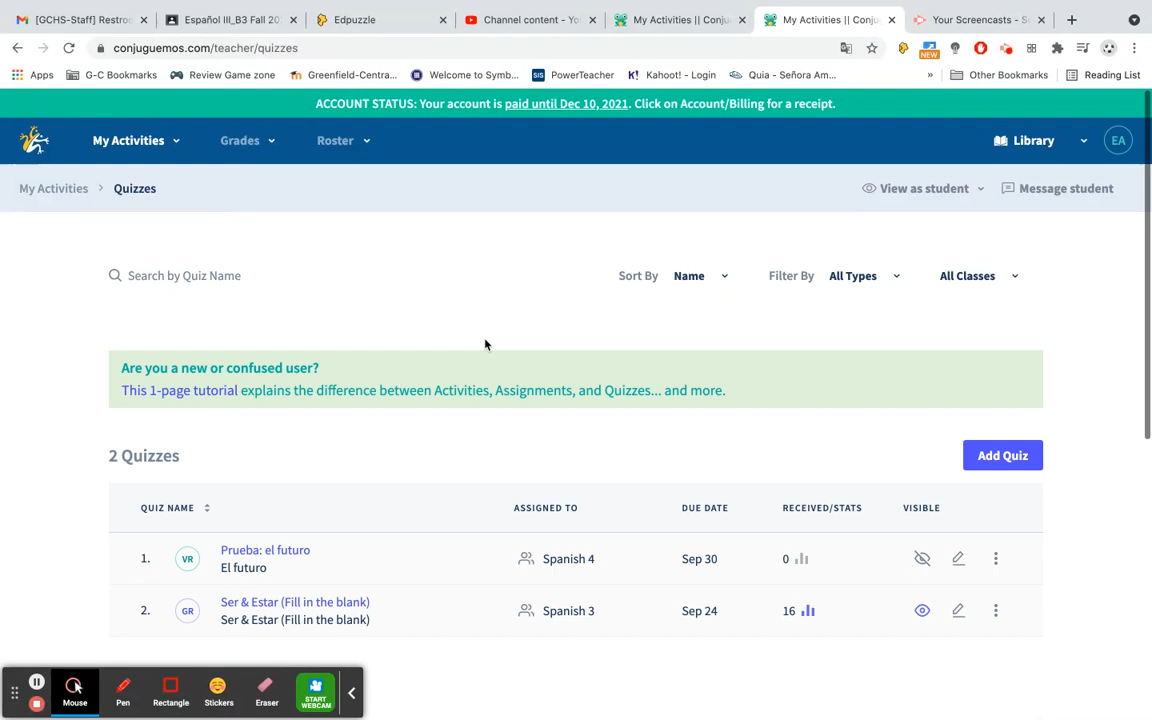 [GCHS-Staff] Restroo
Español III_B3 Fall 20
Edpuzzle
Channel content - Yo
My Activities || Conju
My Activities || Conju
Your Screencasts - S
conjuguemos.com/teacher/quizzes
NEW
Apps
G-C Bookmarks
Review Game zone
Greenfield-Centra...
Welcome to Symb...
SIS
PowerTeacher
K! Kahoot! - Login
Quia - Señora Am...
»
Other Bookmarks
Reading List
ACCOUNT STATUS: Your account is paid until Dec 10, 2021. Click on Account/Billing for a receipt.
My Activities
Grades
Roster
Library
EA
My Activities > Quizzes
View as student
Message student
Search by Quiz Name
Sort By Name
Filter By All Types
All Classes
Are you a new or confused user?
This 1-page tutorial explains the difference between Activities, Assignments, and Quizzes... and more.
2 Quizzes
Add Quiz
QUIZ NAME
ASSIGNED TO
DUE DATE
RECEIVED/STATS
VISIBLE
1.
VR
Prueba: el futuro
El futuro
Spanish 4
Sep 30
0
2.
GR
Ser & Estar (Fill in the blank)
Ser & Estar (Fill in the blank)
Spanish 3
Sep 24
16
Mouse
Pen
Rectangle
Stickers
Eraser
START
WEBCAM